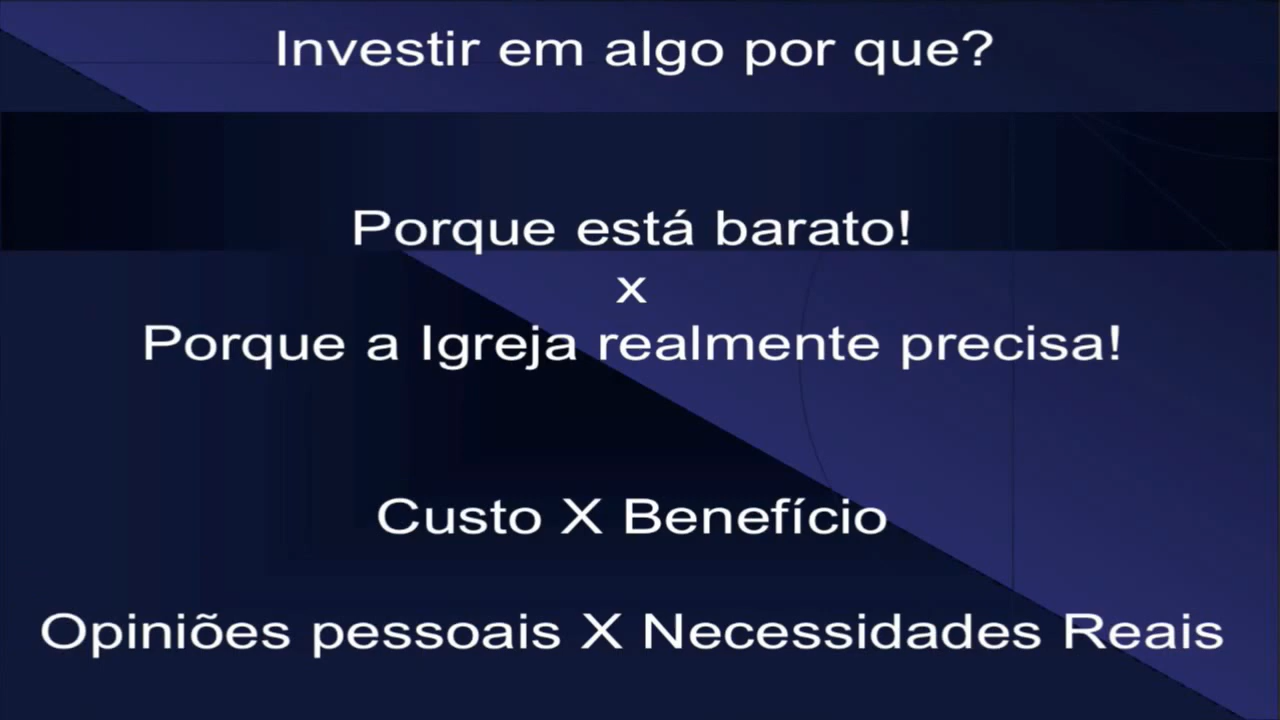 Investir em algo por que?
Porque está barato!
x
Porque a Igreja realmente precisa!
Custo X Benefício
Opiniões pessoais X Necessidades Reais